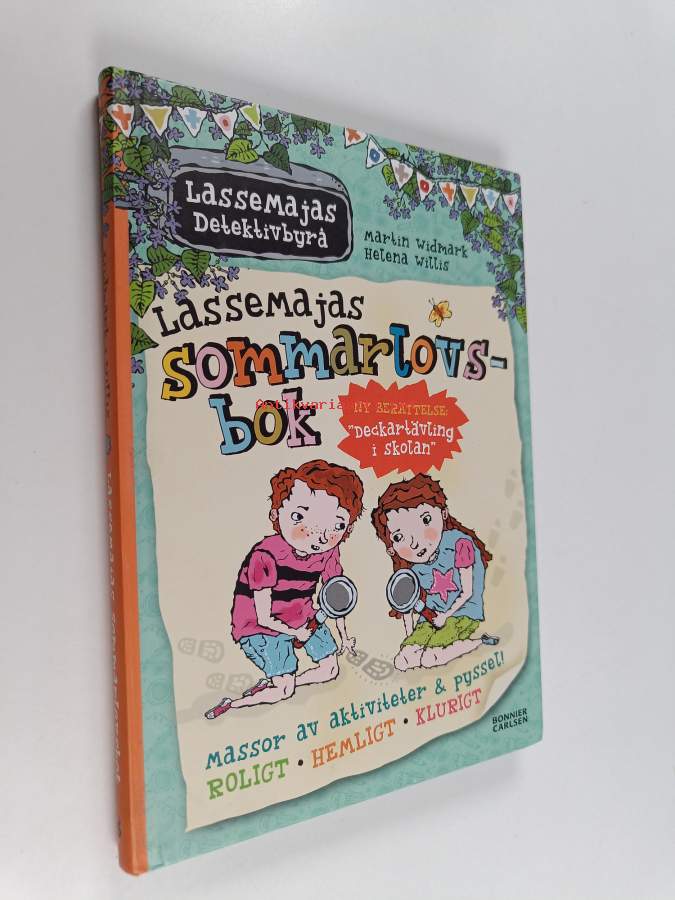 LasseMajas
Detektivbyrå
Martin Widmark
Helena Willis
LasseMajas
sommarlovs-
bok
Antikvaria
NY BERÄTTELSE:
"Deckartävling
i skolan"
Massor av aktiviteter & pyssel!
ROLIGT • HEMLIGT • KLURIGT
BONNIER
CARLSEN